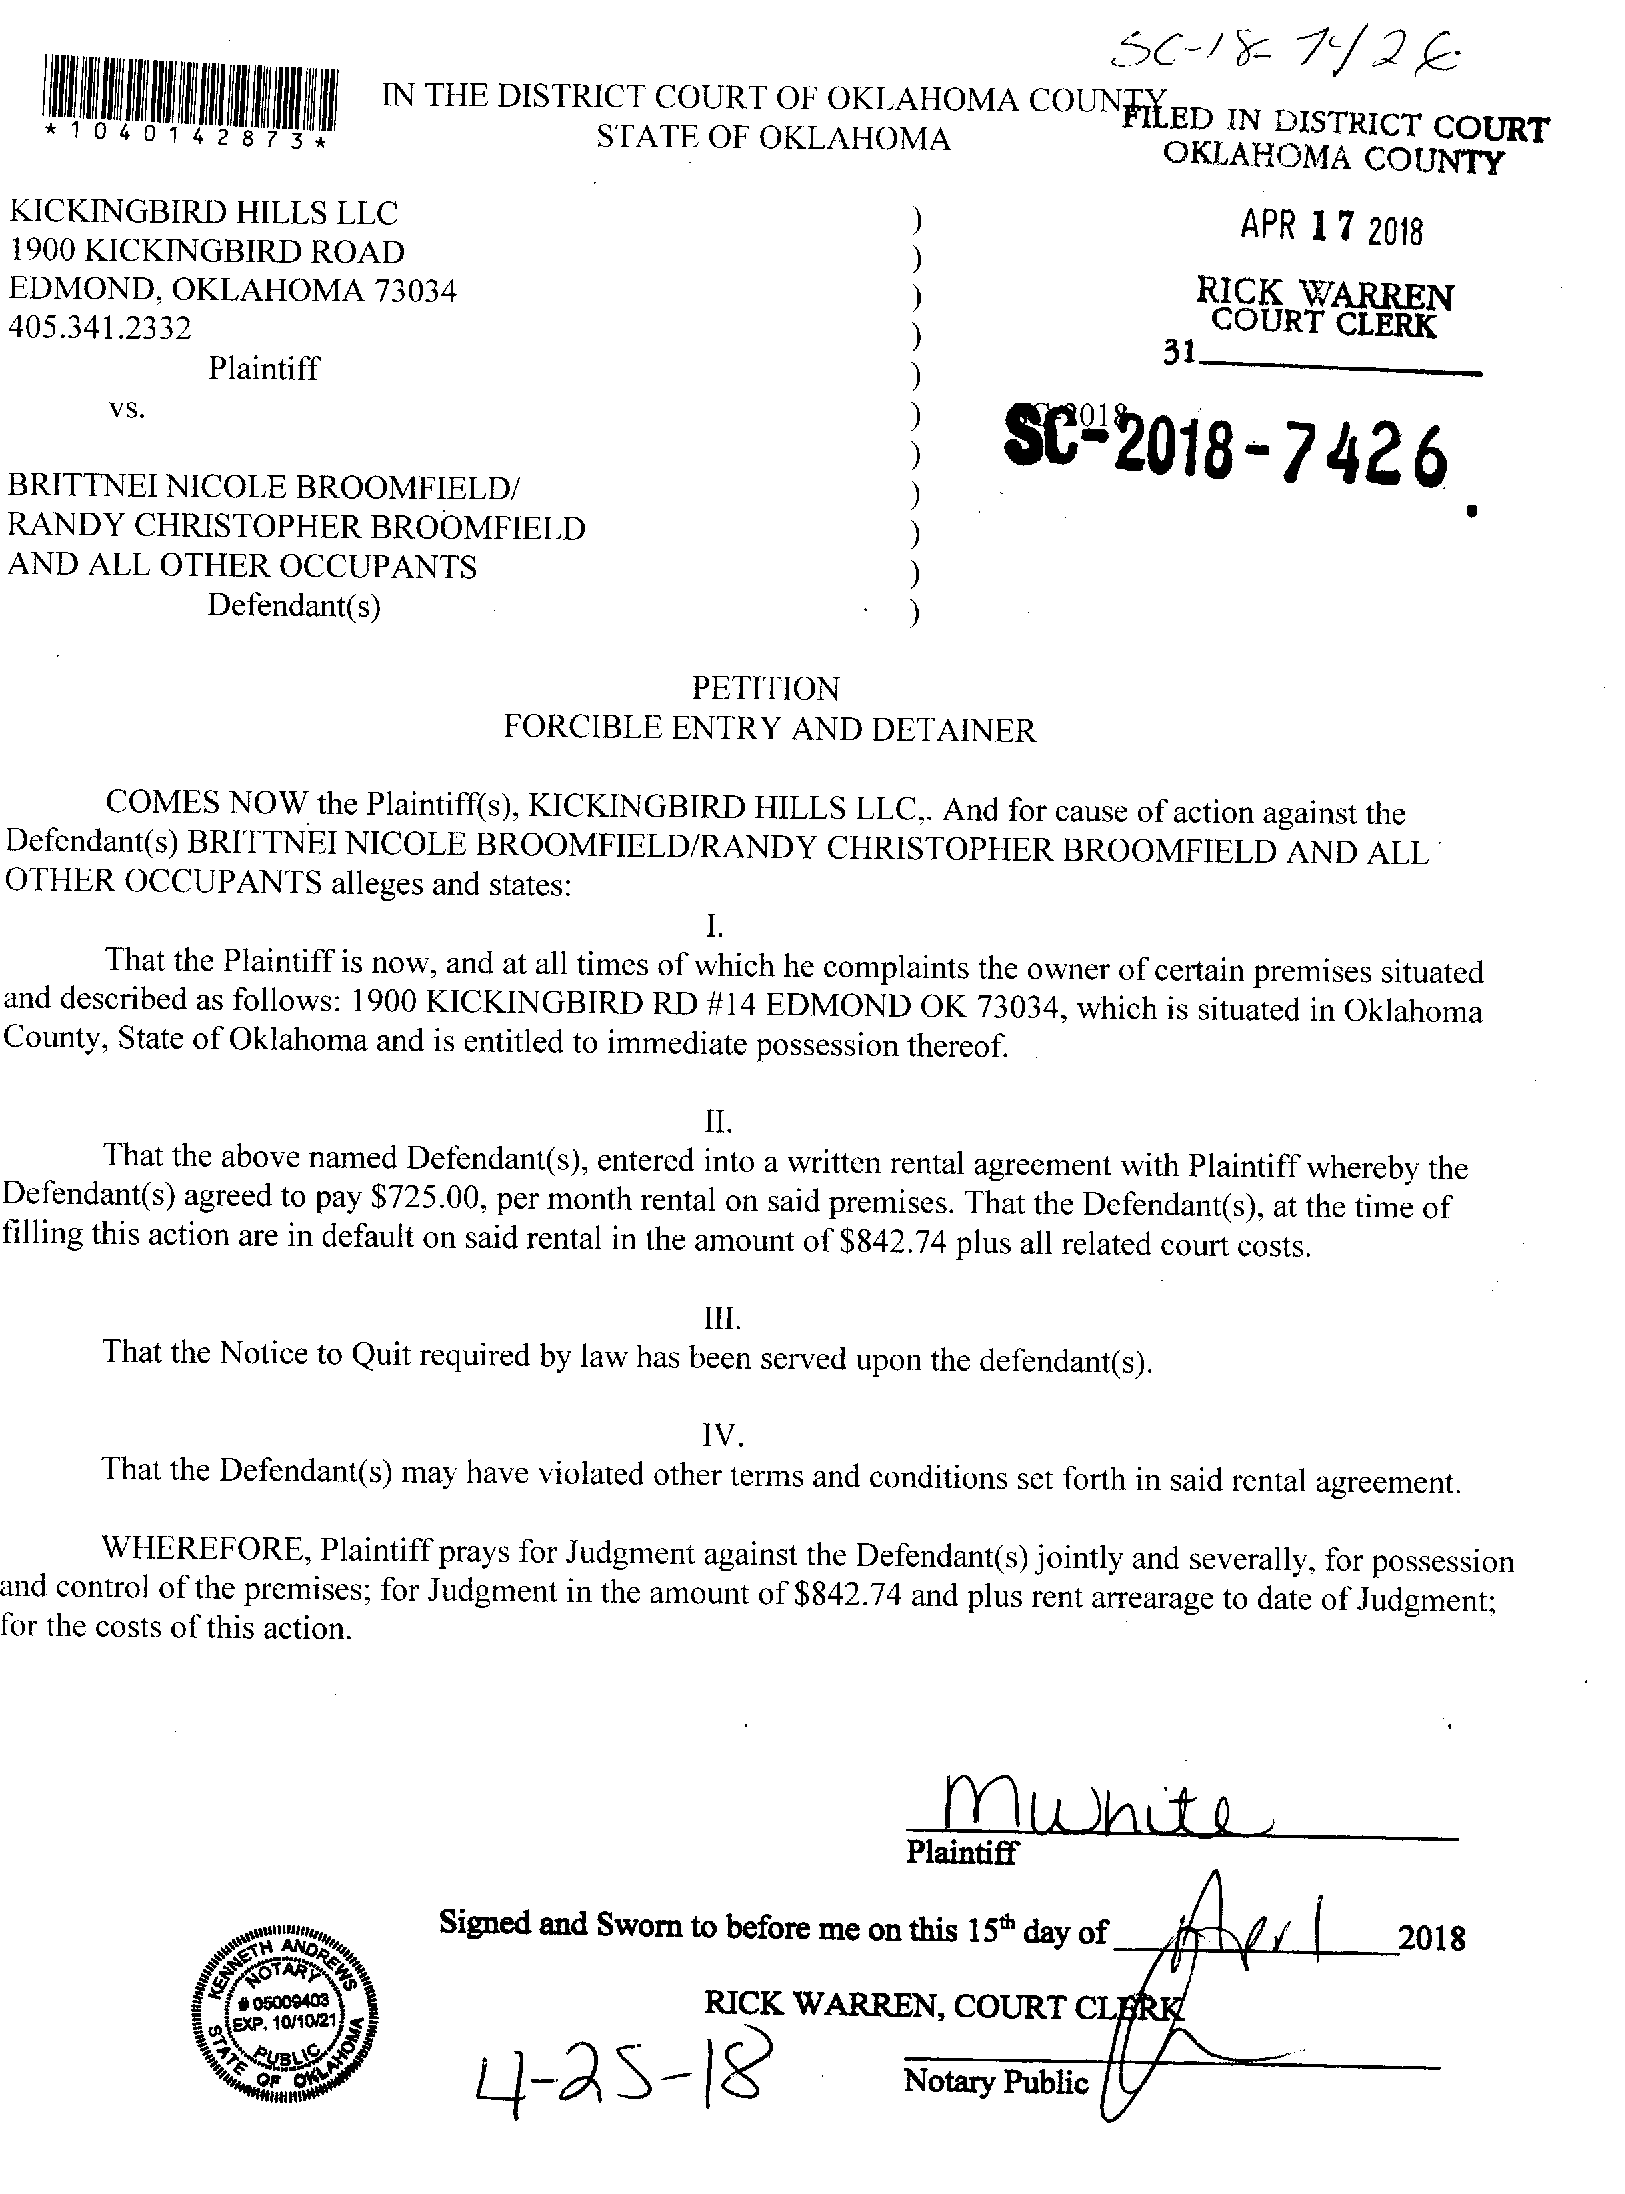 SC-18-7426
*1040142873*
IN THE DISTRICT COURT OF OKLAHOMA COUNTY
STATE OF OKLAHOMA
FILED IN DISTRICT COURT
OKLAHOMA COUNTY
APR 17 2018
RICK WARREN
COURT CLERK
31
SC-2018-7426
KICKINGBIRD HILLS LLC )
1900 KICKINGBIRD ROAD )
EDMOND, OKLAHOMA 73034 )
405.341.2332 )
Plaintiff )
vs. )
)
BRITTNEI NICOLE BROOMFIELD/ )
RANDY CHRISTOPHER BROOMFIELD )
AND ALL OTHER OCCUPANTS )
Defendant(s) )
PETITION
FORCIBLE ENTRY AND DETAINER
COMES NOW the Plaintiff(s), KICKINGBIRD HILLS LLC,. And for cause of action against the
Defendant(s) BRITTNEI NICOLE BROOMFIELD/RANDY CHRISTOPHER BROOMFIELD AND ALL
OTHER OCCUPANTS alleges and states:
I.
That the Plaintiff is now, and at all times of which he complaints the owner of certain premises situated
and described as follows: 1900 KICKINGBIRD RD #14 EDMOND OK 73034, which is situated in Oklahoma
County, State of Oklahoma and is entitled to immediate possession thereof.
II.
That the above named Defendant(s), entered into a written rental agreement with Plaintiff whereby the
Defendant(s) agreed to pay $725.00, per month rental on said premises. That the Defendant(s), at the time of
filling this action are in default on said rental in the amount of $842.74 plus all related court costs.
III.
That the Notice to Quit required by law has been served upon the defendant(s).
IV.
That the Defendant(s) may have violated other terms and conditions set forth in said rental agreement.
WHEREFORE, Plaintiff prays for Judgment against the Defendant(s) jointly and severally, for possession
and control of the premises; for Judgment in the amount of $842.74 and plus rent arrearage to date of Judgment;
for the costs of this action.
MWhite
Plaintiff
Signed and Sworn to before me on this 15th day of April 2018
RICK WARREN, COURT CLERK
Notary Public
KENNETH ANDREWS
NOTARY
# 05009403
EXP. 10/10/21
PUBLIC
STATE OF OKLAHOMA
4-25-18